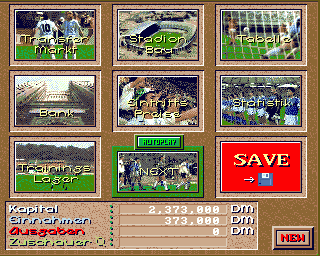 Transfer
Markt
Stadion
Bau
Tabelle
Bank
Eintritts
Preise
Statistik
Trainings
Lager
AUTOPLAY
NeXT
SAVE
Kapital : 2,373,000 DM
Einnahmen : 373,000 DM
Ausgaben : 0 DM
Zuschauer Ø :
NEW